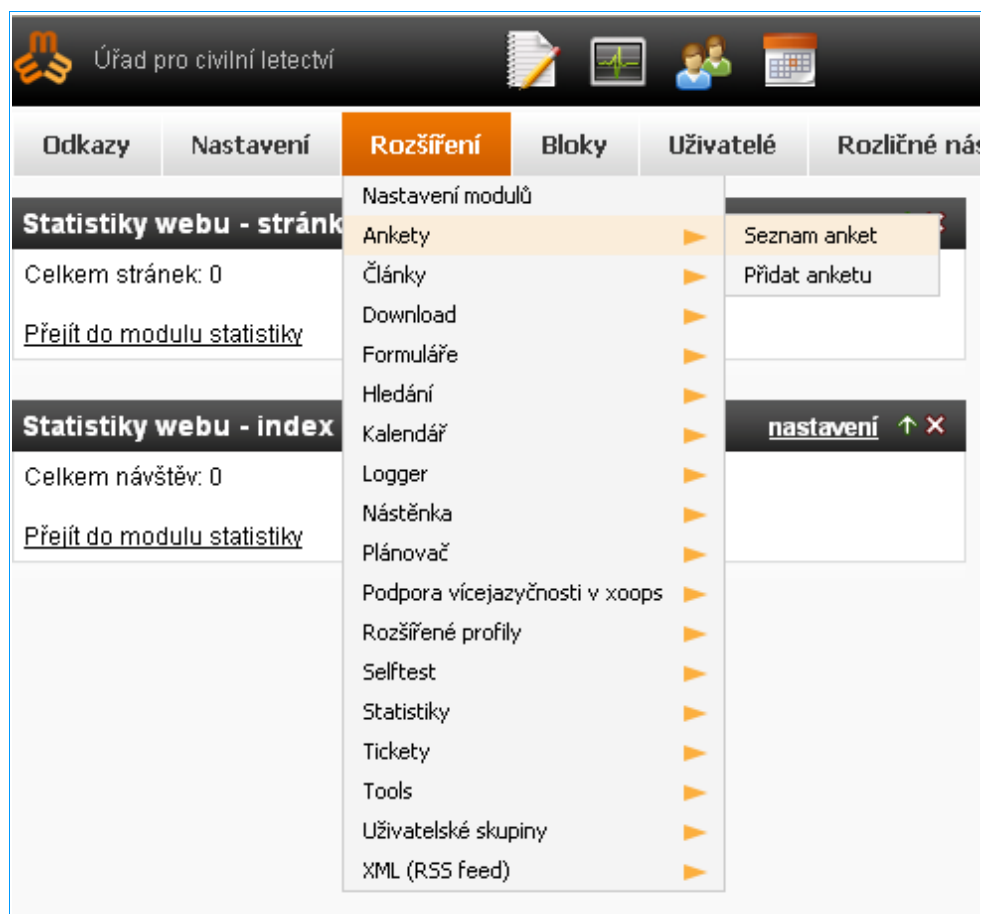 Úřad pro civilní letectví
Odkazy Nastavení Rozšíření Bloky Uživatelé Rozličné nás
Nastavení modulů
Statistiky webu - stránk
Ankety
Seznam anket
Celkem stránek: 0
Články
Přidat anketu
Download
Přejít do modulu statistiky
Formuláře
Hledání
Statistiky webu - index
Kalendář
nastavení
Celkem návštěv: 0
Logger
Nástěnka
Přejít do modulu statistiky
Plánovač
Podpora vícejazyčnosti v xoops
Rozšířené profily
Selftest
Statistiky
Tickety
Tools
Uživatelské skupiny
XML (RSS feed)